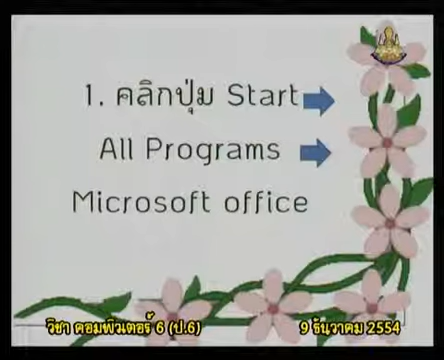 1. คลิกปุ่ม Start
All Programs
Microsoft office
วิชา คอมพิวเตอร์ 6 (ป.6)
9 ธันวาคม 2554